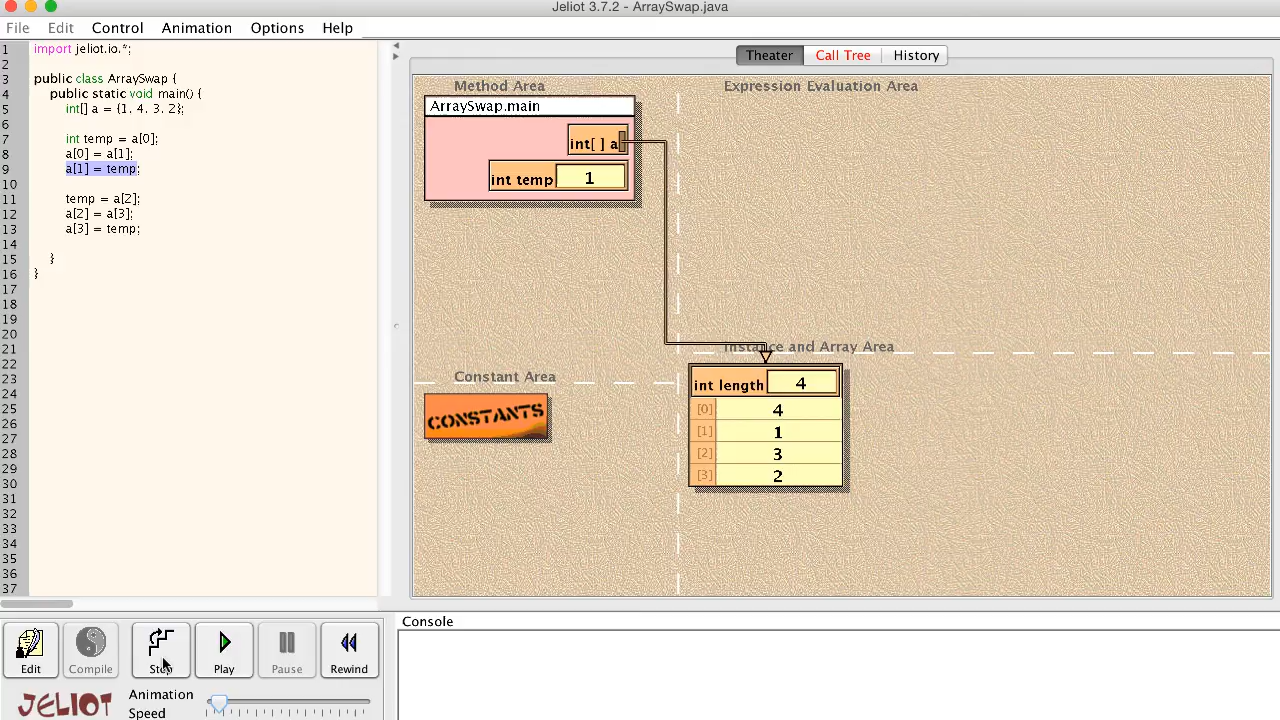 Jeliot 3.7.2 - ArraySwap.java
File Edit Control Animation Options Help
1 import jeliot.io.*;
2
3 public class ArraySwap {
4 public static void main() {
5 int[] a = {1, 4, 3, 2};
6
7 int temp = a[0];
8 a[0] = a[1];
9 a[1] = temp;
10
11 temp = a[2];
12 a[2] = a[3];
13 a[3] = temp;
14
15 }
16 }
17
18
19
20
21
22
23
24
25
26
27
28
29
30
31
32
33
34
35
36
37
Theater Call Tree History
Method Area
Expression Evaluation Area
ArraySwap.main
int[ ] a
int temp 1
Instance and Array Area
Constant Area
CONSTANTS
int length 4
[0] 4
[1] 1
[2] 3
[3] 2
Edit Compile Step Play Pause Rewind
JELIOT
Animation
Speed
Console